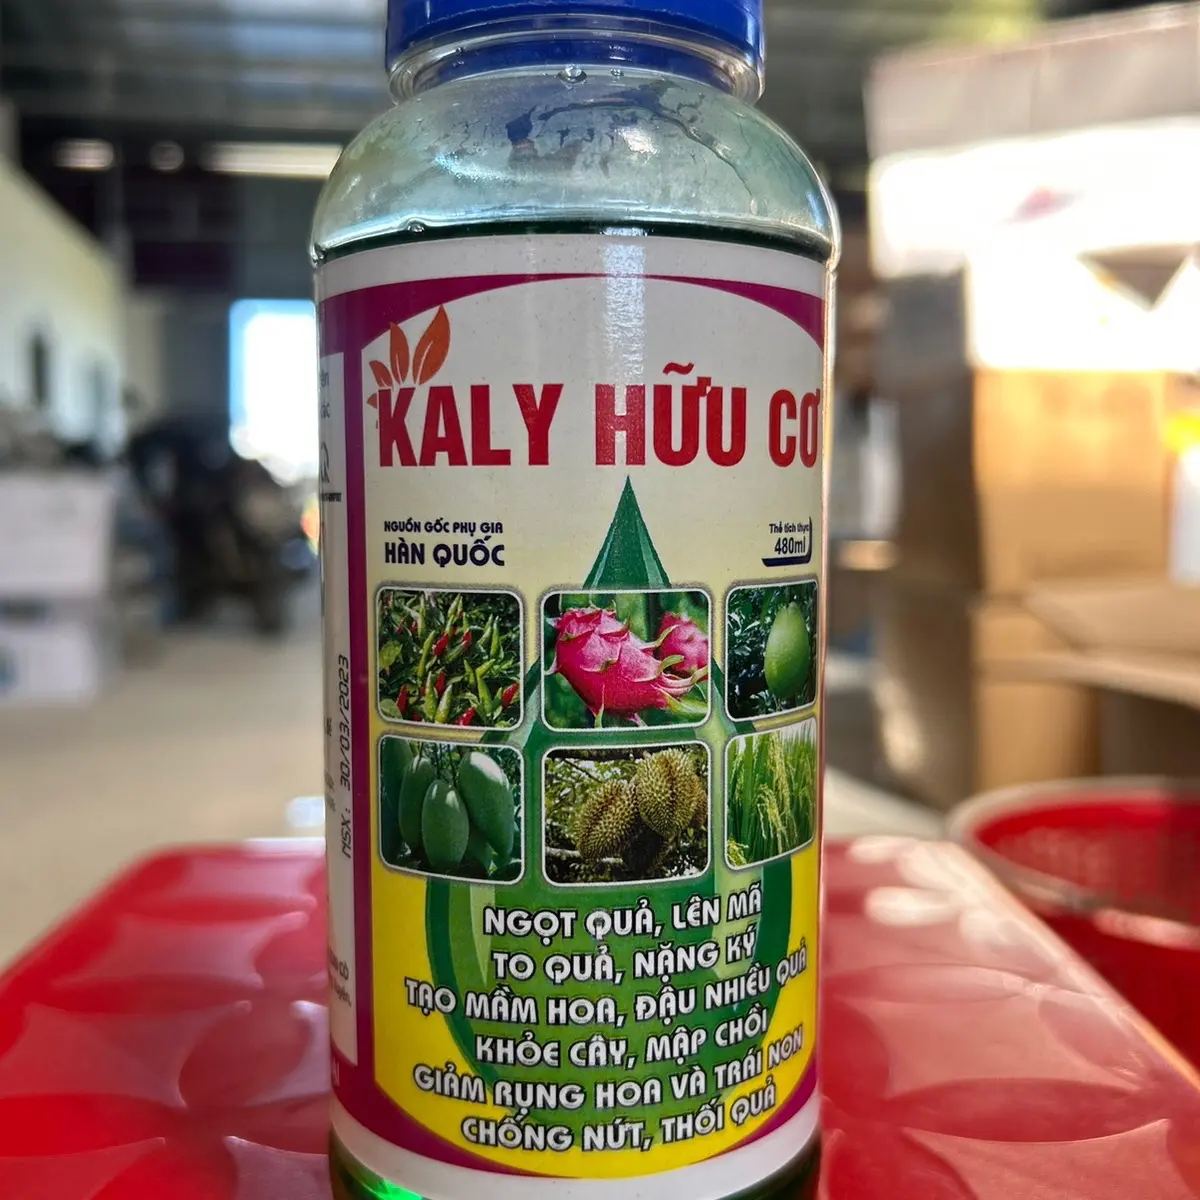 KALY HỮU CƠ
NGUỒN GỐC PHỤ GIA
HÀN QUỐC
Thể tích thực
480ml
NSX: 30/03/2023
NGỌT QUẢ, LÊN MÃ
TO QUẢ, NẶNG KÝ
TẠO MẦM HOA, ĐẬU NHIỀU QUẢ
KHỎE CÂY, MẬP CHỒI
GIẢM RỤNG HOA VÀ TRÁI NON
CHỐNG NỨT, THỐI QUẢ